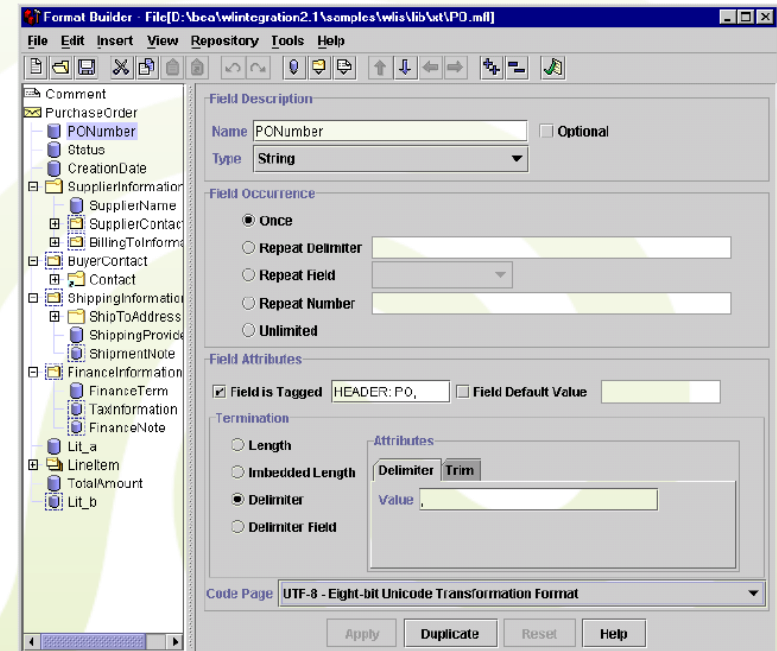 Format Builder - File[D:\bea\wlintegration2.1\samples\wlis\lib\xt\PO.mfl]
File Edit Insert View Repository Tools Help
Comment
PurchaseOrder
PONumber
Status
CreationDate
SupplierInformation
SupplierName
SupplierContac
BillingToInforma
BuyerContact
Contact
ShippingInformation
ShipToAddress
ShippingProvide
ShipmentNote
FinanceInformation
FinanceTerm
TaxInformation
FinanceNote
Lit_a
LineItem
TotalAmount
Lit_b
Field Description
Name PONumber Optional
Type String
Field Occurrence
Once
Repeat Delimiter
Repeat Field
Repeat Number
Unlimited
Field Attributes
Field is Tagged HEADER: PO, Field Default Value
Termination
Length
Imbedded Length
Delimiter
Delimiter Field
Attributes
Delimiter Trim
Value ,
Code Page UTF-8 - Eight-bit Unicode Transformation Format
Apply Duplicate Reset Help